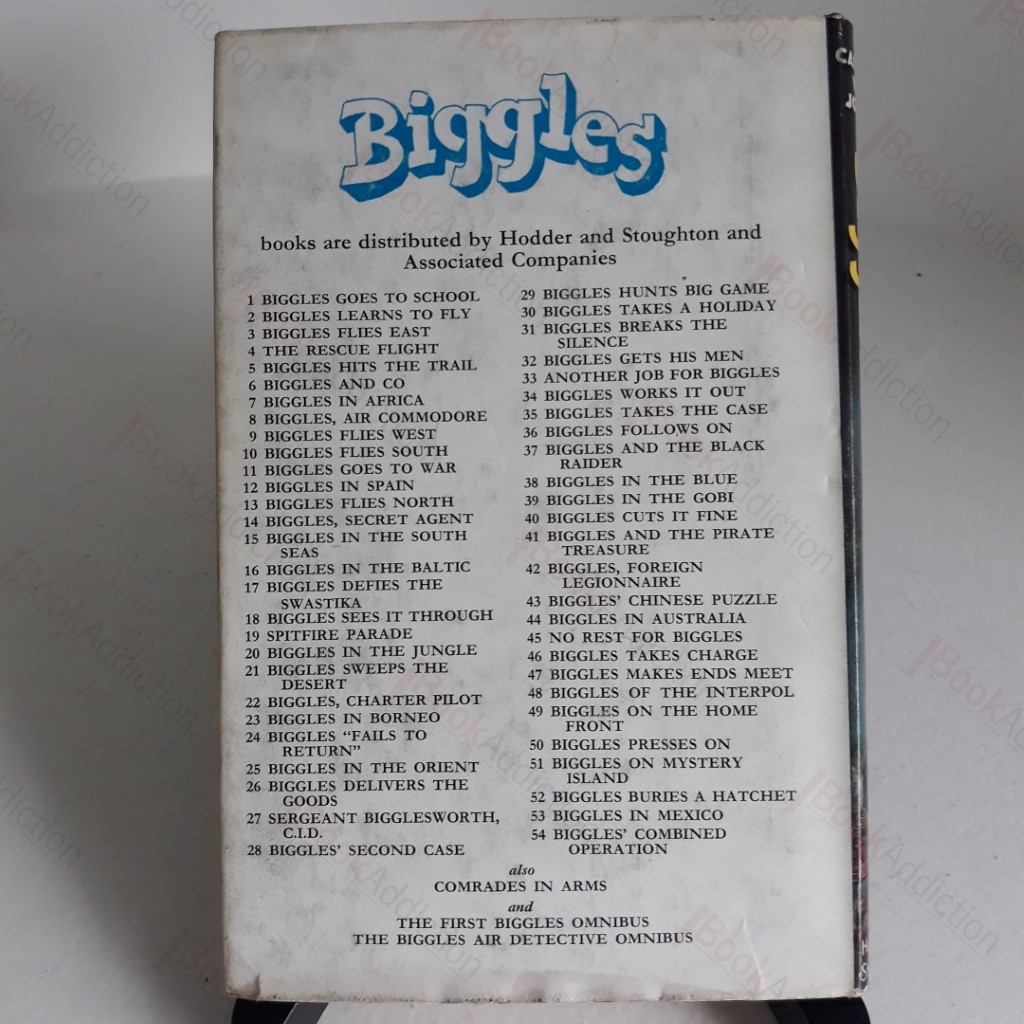 Biggles
books are distributed by Hodder and Stoughton and
Associated Companies
1 BIGGLES GOES TO SCHOOL
2 BIGGLES LEARNS TO FLY
3 BIGGLES FLIES EAST
4 THE RESCUE FLIGHT
5 BIGGLES HITS THE TRAIL
6 BIGGLES AND CO
7 BIGGLES IN AFRICA
8 BIGGLES, AIR COMMODORE
9 BIGGLES FLIES WEST
10 BIGGLES FLIES SOUTH
11 BIGGLES GOES TO WAR
12 BIGGLES IN SPAIN
13 BIGGLES FLIES NORTH
14 BIGGLES, SECRET AGENT
15 BIGGLES IN THE SOUTH
SEAS
16 BIGGLES IN THE BALTIC
17 BIGGLES DEFIES THE
SWASTIKA
18 BIGGLES SEES IT THROUGH
19 SPITFIRE PARADE
20 BIGGLES IN THE JUNGLE
21 BIGGLES SWEEPS THE
DESERT
22 BIGGLES, CHARTER PILOT
23 BIGGLES IN BORNEO
24 BIGGLES “FAILS TO
RETURN”
25 BIGGLES IN THE ORIENT
26 BIGGLES DELIVERS THE
GOODS
27 SERGEANT BIGGLESWORTH,
C.I.D.
28 BIGGLES’ SECOND CASE
29 BIGGLES HUNTS BIG GAME
30 BIGGLES TAKES A HOLIDAY
31 BIGGLES BREAKS THE
SILENCE
32 BIGGLES GETS HIS MEN
33 ANOTHER JOB FOR BIGGLES
34 BIGGLES WORKS IT OUT
35 BIGGLES TAKES THE CASE
36 BIGGLES FOLLOWS ON
37 BIGGLES AND THE BLACK
RAIDER
38 BIGGLES IN THE BLUE
39 BIGGLES IN THE GOBI
40 BIGGLES CUTS IT FINE
41 BIGGLES AND THE PIRATE
TREASURE
42 BIGGLES, FOREIGN
LEGIONNAIRE
43 BIGGLES’ CHINESE PUZZLE
44 BIGGLES IN AUSTRALIA
45 NO REST FOR BIGGLES
46 BIGGLES TAKES CHARGE
47 BIGGLES MAKES ENDS MEET
48 BIGGLES OF THE INTERPOL
49 BIGGLES ON THE HOME
FRONT
50 BIGGLES PRESSES ON
51 BIGGLES ON MYSTERY
ISLAND
52 BIGGLES BURIES A HATCHET
53 BIGGLES IN MEXICO
54 BIGGLES’ COMBINED
OPERATION
also
COMRADES IN ARMS
and
THE FIRST BIGGLES OMNIBUS
THE BIGGLES AIR DETECTIVE OMNIBUS
BookAddiction